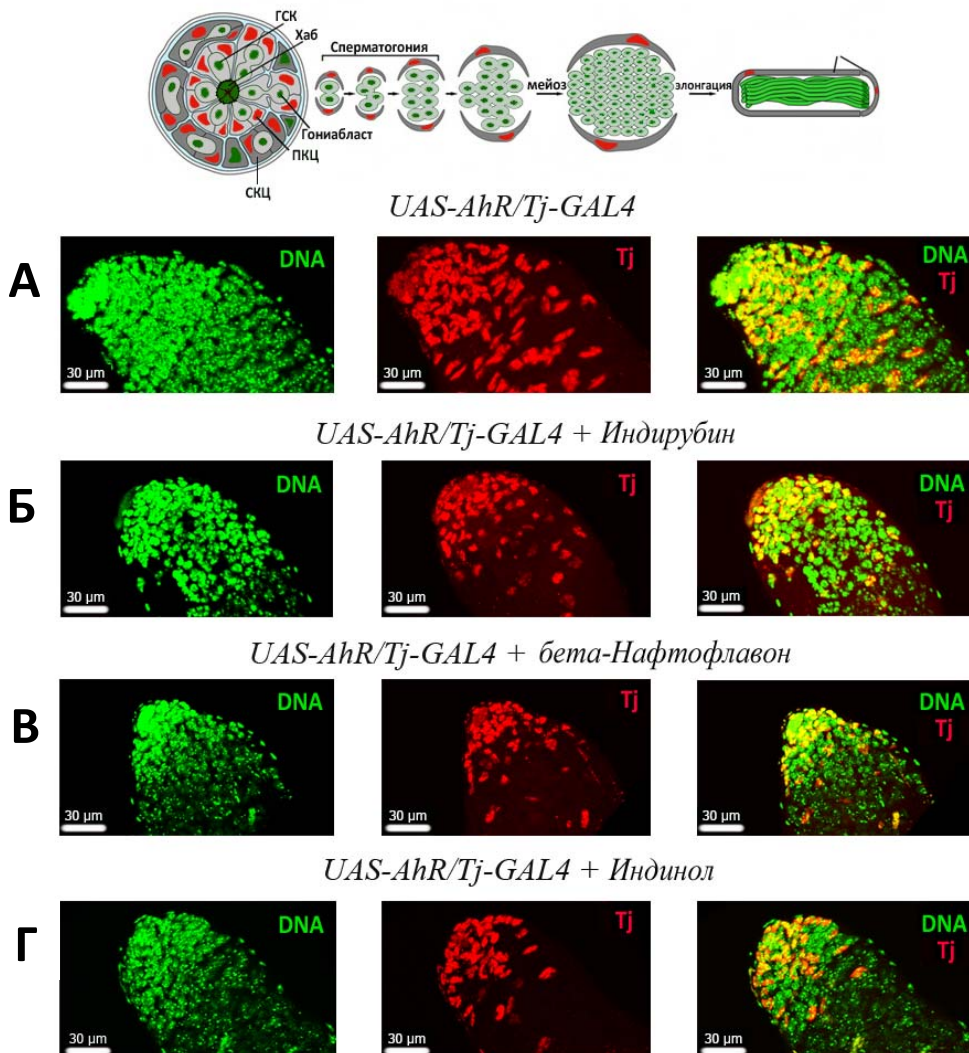 ГСК
Хаб
Сперматогония
мейоз
элонгация
Гониабласт
ПКЦ
СКЦ
UAS-AhR/Tj-GAL4
А
DNA
30 µm
Tj
30 µm
DNA
Tj
30 µm
UAS-AhR/Tj-GAL4 + Индирубин
Б
DNA
30 µm
Tj
30 µm
DNA
Tj
30 µm
UAS-AhR/Tj-GAL4 + бета-Нафтофлавон
В
DNA
30 µm
Tj
30 µm
DNA
Tj
30 µm
UAS-AhR/Tj-GAL4 + Индинол
Г
DNA
30 µm
Tj
30 µm
DNA
Tj
30 µm